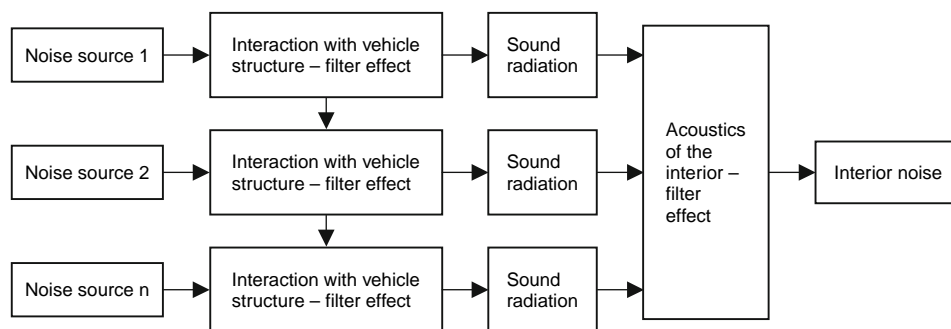 Noise source 1
Interaction with vehicle
structure – filter effect
Sound
radiation
Noise source 2
Interaction with vehicle
structure – filter effect
Sound
radiation
Acoustics
of the
interior –
filter
effect
Interior noise
Noise source n
Interaction with vehicle
structure – filter effect
Sound
radiation